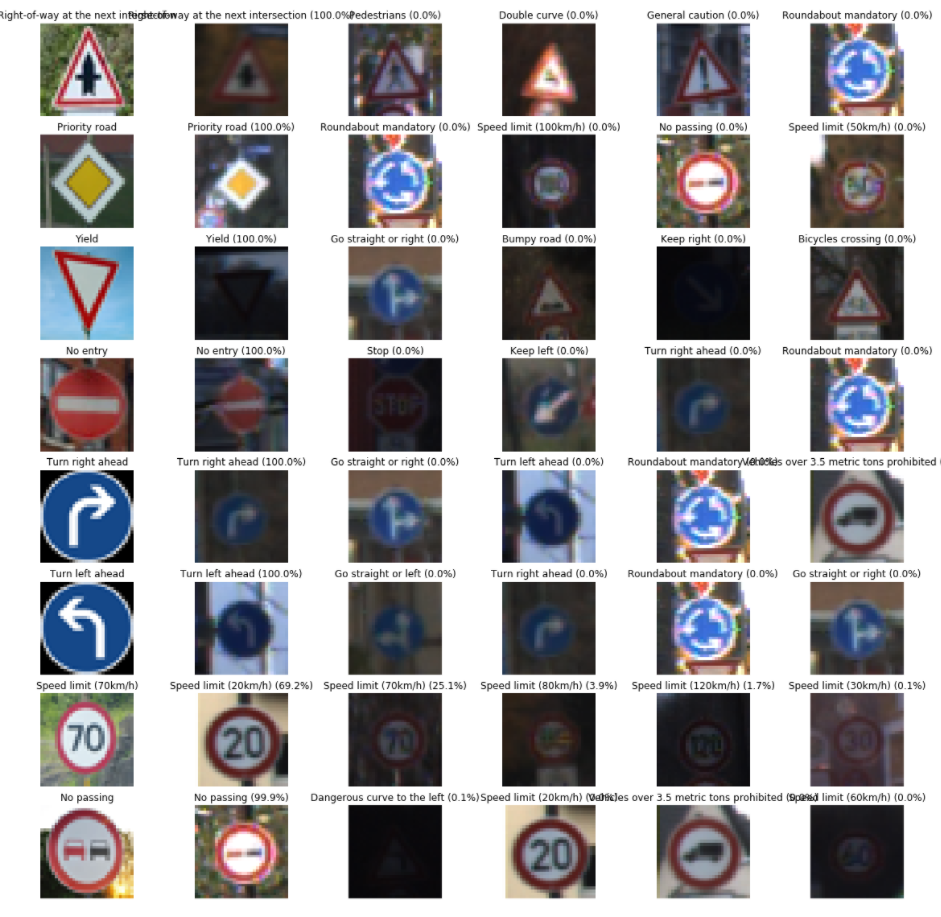 Right-of-way at the next intersection Right-of-way at the next intersection (100.0%) Pedestrians (0.0%) Double curve (0.0%) General caution (0.0%) Roundabout mandatory (0.0%)
Priority road Priority road (100.0%) Roundabout mandatory (0.0%) Speed limit (100km/h) (0.0%) No passing (0.0%) Speed limit (50km/h) (0.0%)
Yield Yield (100.0%) Go straight or right (0.0%) Bumpy road (0.0%) Keep right (0.0%) Bicycles crossing (0.0%)
No entry No entry (100.0%) Stop (0.0%) Keep left (0.0%) Turn right ahead (0.0%) Roundabout mandatory (0.0%)
STOP
Turn right ahead Turn right ahead (100.0%) Go straight or right (0.0%) Turn left ahead (0.0%) Roundabout mandatory (0.0%) Vehicles over 3.5 metric tons prohibited (
Turn left ahead Turn left ahead (100.0%) Go straight or left (0.0%) Turn right ahead (0.0%) Roundabout mandatory (0.0%) Go straight or right (0.0%)
Speed limit (70km/h) Speed limit (20km/h) (69.2%) Speed limit (70km/h) (25.1%) Speed limit (80km/h) (3.9%) Speed limit (120km/h) (1.7%) Speed limit (30km/h) (0.1%)
70 20 70 120 30
No passing No passing (99.9%) Dangerous curve to the left (0.1%) Speed limit (20km/h) (0.0%) Vehicles over 3.5 metric tons prohibited (0.0%) Speed limit (60km/h) (0.0%)
20 60